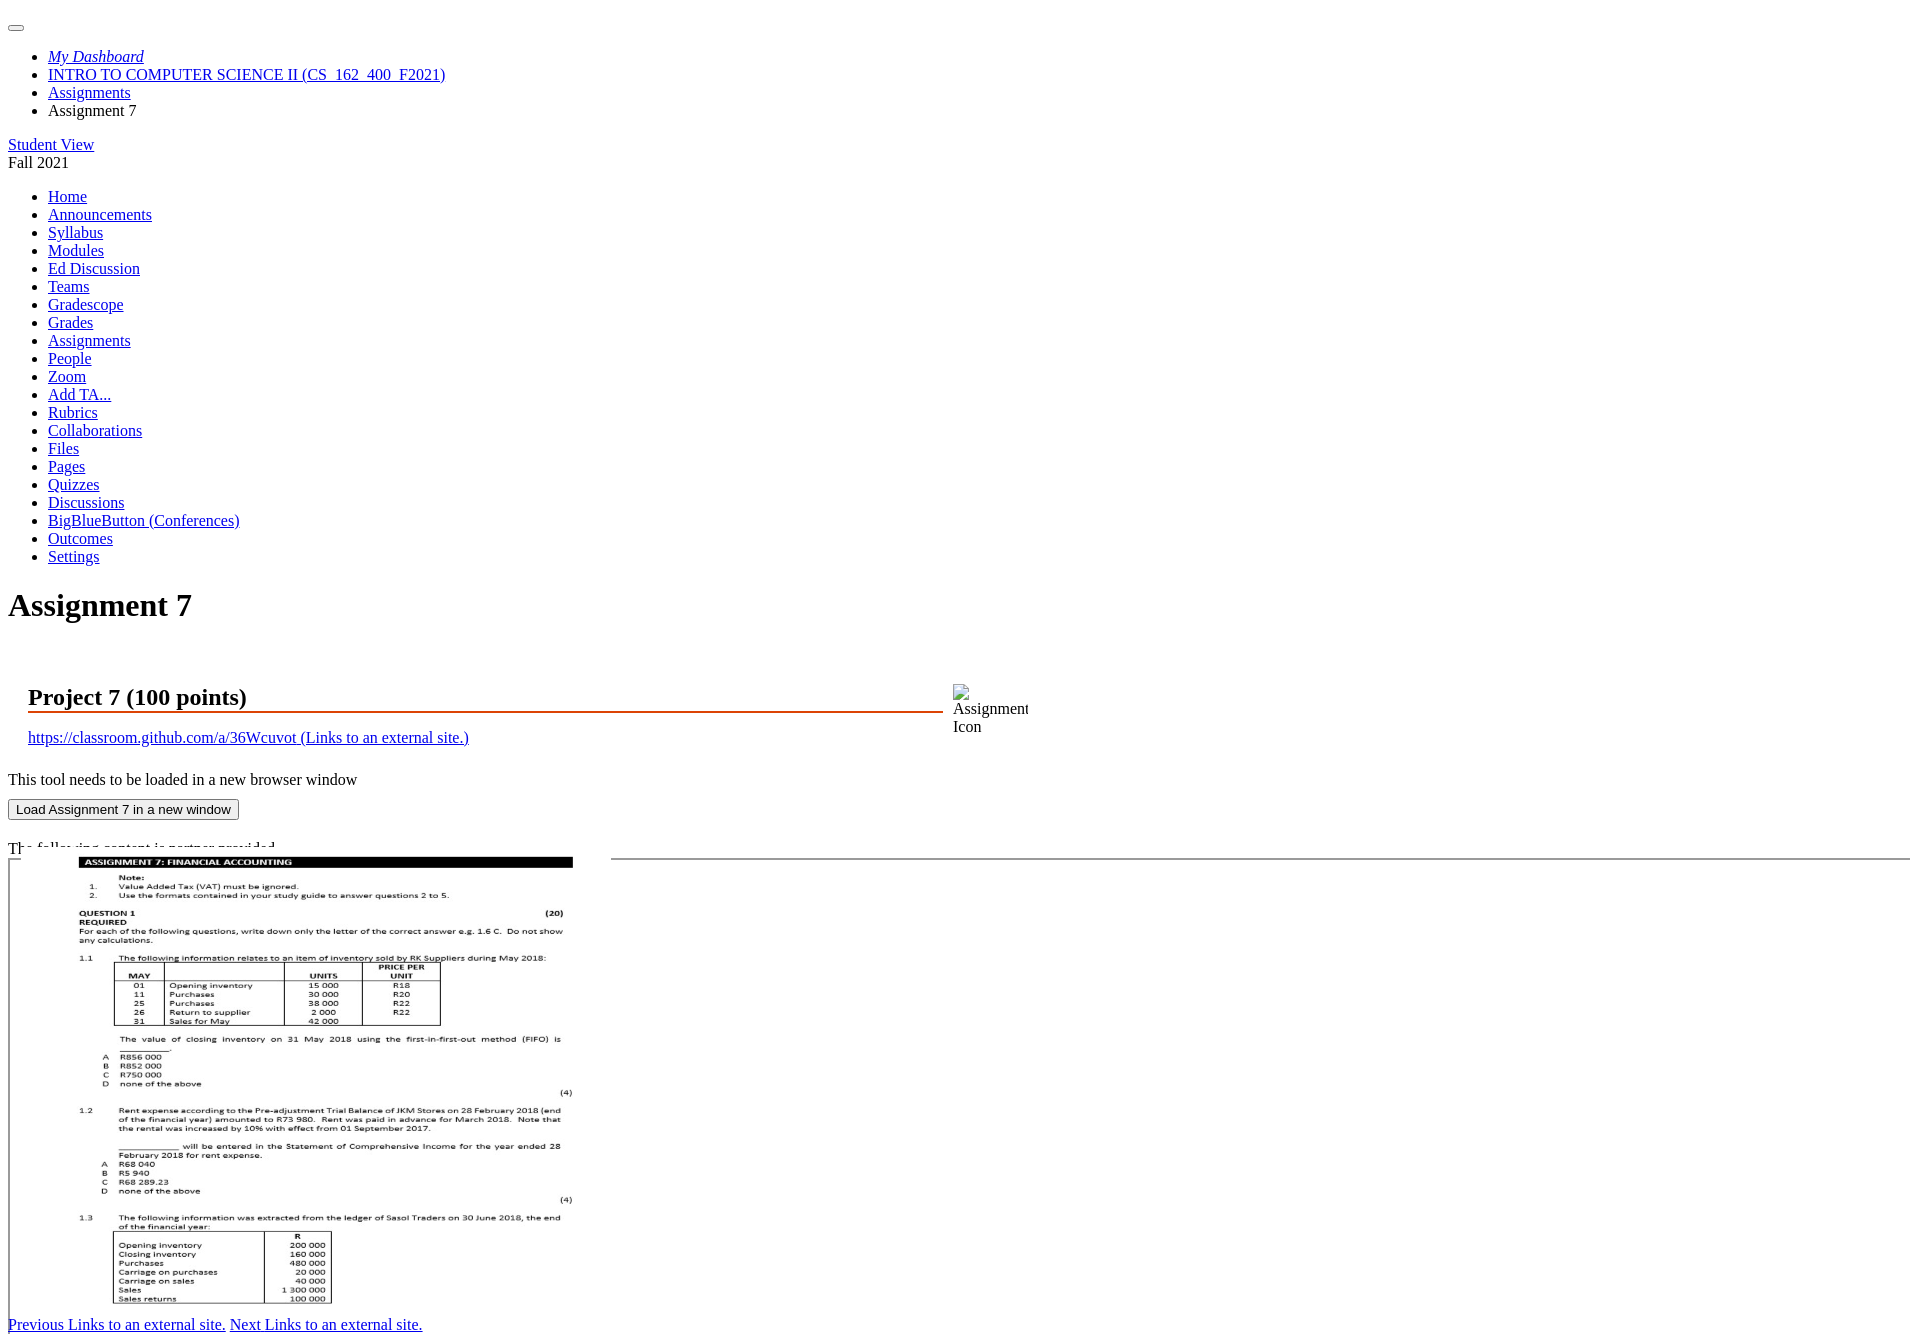 My Dashboard
INTRO TO COMPUTER SCIENCE II (CS_162_400_F2021)
Assignments
Assignment 7
Student View
Fall 2021
Home
Announcements
Syllabus
Modules
Ed Discussion
Teams
Gradescope
Grades
Assignments
People
Zoom
Add TA...
Rubrics
Collaborations
Files
Pages
Quizzes
Discussions
BigBlueButton (Conferences)
Outcomes
Settings
Assignment 7
Project 7 (100 points)
Assignment
Icon
https://classroom.github.com/a/36Wcuvot (Links to an external site.)
This tool needs to be loaded in a new browser window
Load Assignment 7 in a new window
The following content is partner provided
ASSIGNMENT 7: FINANCIAL ACCOUNTING
Note:
1. Value Added Tax (VAT) must be ignored.
2. Use the formats contained in your study guide to answer questions 2 to 5.
QUESTION 1 (20)
REQUIRED
For each of the following questions, write down only the letter of the correct answer e.g. 1.6 C. Do not show
any calculations.
1.1 The following information relates to an item of inventory sold by RK Suppliers during May 2018:
PRICE PER
MAY UNITS UNIT
01 Opening inventory 15 000 R18
11 Purchases 30 000 R20
25 Purchases 38 000 R22
26 Return to supplier 2 000 R22
31 Sales for May 42 000
The value of closing inventory on 31 May 2018 using the first-in-first-out method (FIFO) is
__________.
A R856 000
B R852 000
C R750 000
D none of the above
(4)
1.2 Rent expense according to the Pre-adjustment Trial Balance of JKM Stores on 28 February 2018 (end
of the financial year) amounted to R73 980. Rent was paid in advance for March 2018. Note that
the rental was increased by 10% with effect from 01 September 2017.
____________ will be entered in the Statement of Comprehensive Income for the year ended 28
February 2018 for rent expense.
A R68 040
B R5 940
C R68 289.23
D none of the above
(4)
1.3 The following information was extracted from the ledger of Sasol Traders on 30 June 2018, the end
of the financial year:
R
Opening inventory 200 000
Closing inventory 160 000
Purchases 480 000
Carriage on purchases 20 000
Carriage on sales 40 000
Sales 1 300 000
Sales returns 100 000
Previous Links to an external site. Next Links to an external site.